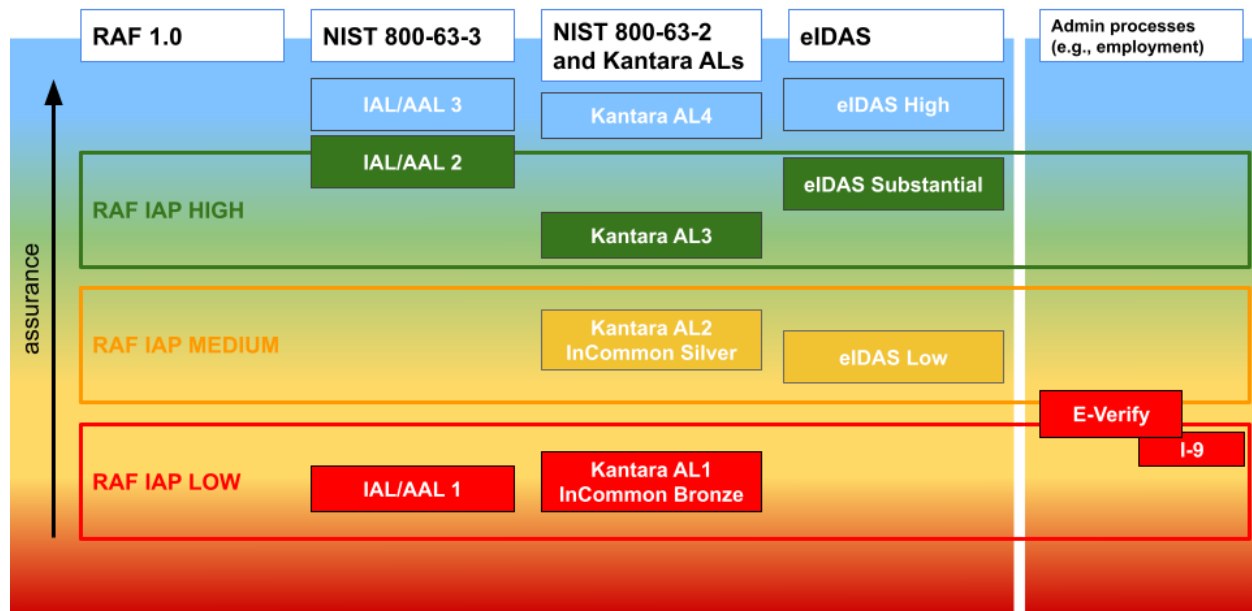 RAF 1.0
NIST 800-63-3
NIST 800-63-2
and Kantara ALs
eIDAS
Admin processes
(e.g., employment)
IAL/AAL 3
Kantara AL4
eIDAS High
IAL/AAL 2
eIDAS Substantial
RAF IAP HIGH
Kantara AL3
assurance
Kantara AL2
InCommon Silver
RAF IAP MEDIUM
eIDAS Low
E-Verify
I-9
RAF IAP LOW
IAL/AAL 1
Kantara AL1
InCommon Bronze